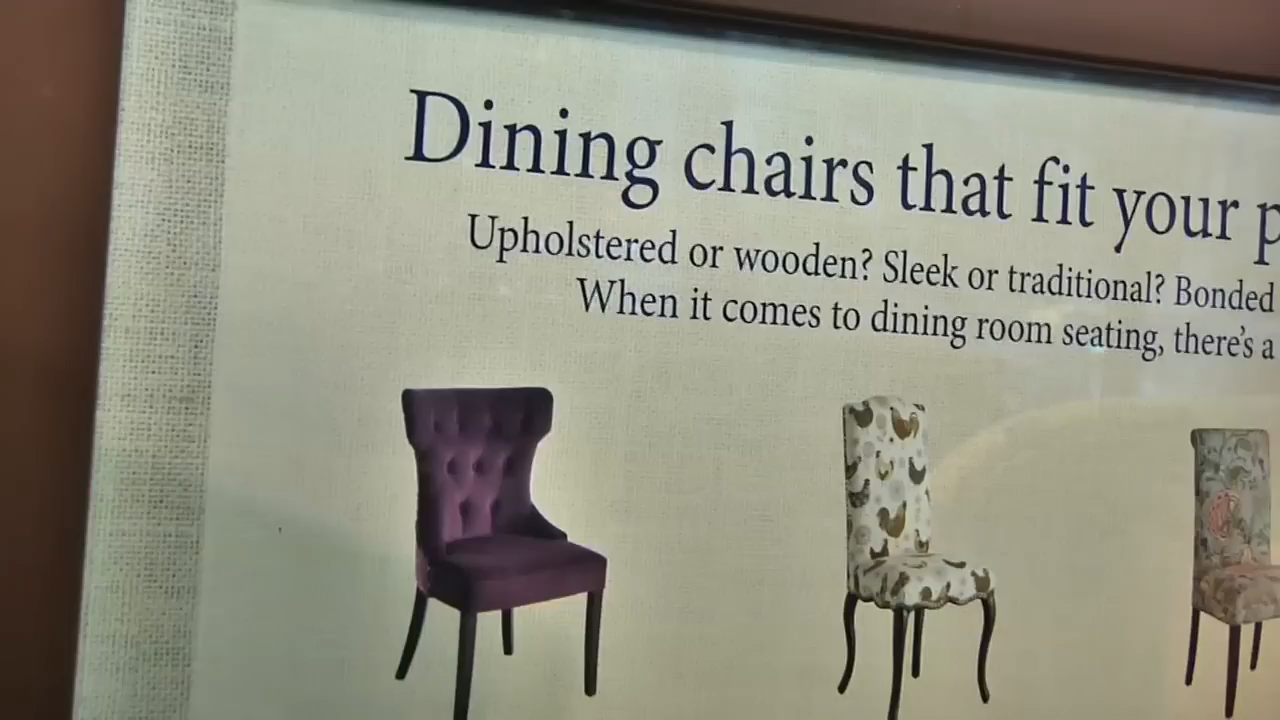 Dining chairs that fit your
Upholstered or wooden? Sleek or traditional? Bonded
When it comes to dining room seating, there's a